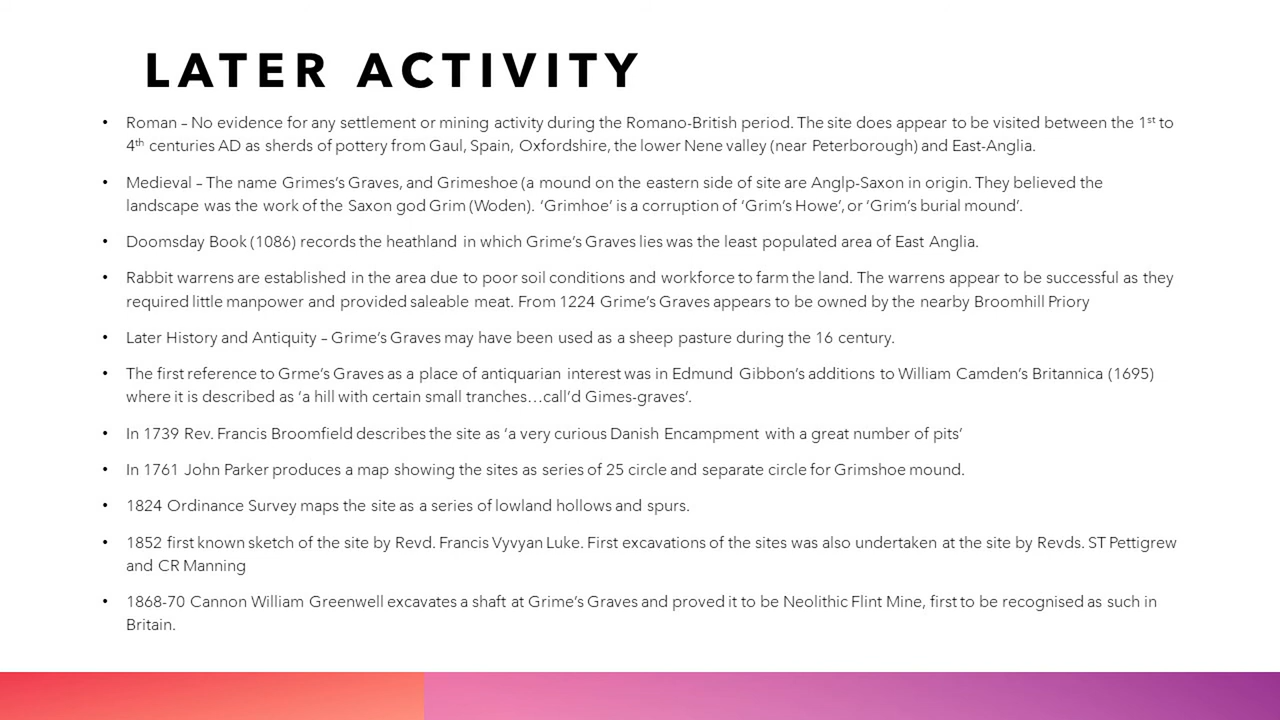 LATER ACTIVITY
• Roman – No evidence for any settlement or mining activity during the Romano-British period. The site does appear to be visited between the 1st to
4th centuries AD as sherds of pottery from Gaul, Spain, Oxfordshire, the lower Nene valley (near Peterborough) and East-Anglia.
• Medieval – The name Grimes's Graves, and Grimeshoe (a mound on the eastern side of site are Anglp-Saxon in origin. They believed the
landscape was the work of the Saxon god Grim (Woden). ‘Grimhoe’ is a corruption of ‘Grim’s Howe’, or ‘Grim’s burial mound’.
• Doomsday Book (1086) records the heathland in which Grime’s Graves lies was the least populated area of East Anglia.
• Rabbit warrens are established in the area due to poor soil conditions and workforce to farm the land. The warrens appear to be successful as they
required little manpower and provided saleable meat. From 1224 Grime’s Graves appears to be owned by the nearby Broomhill Priory
• Later History and Antiquity – Grime’s Graves may have been used as a sheep pasture during the 16 century.
• The first reference to Grme’s Graves as a place of antiquarian interest was in Edmund Gibbon’s additions to William Camden’s Britannica (1695)
where it is described as ‘a hill with certain small tranches…call’d Gimes-graves’.
• In 1739 Rev. Francis Broomfield describes the site as ‘a very curious Danish Encampment with a great number of pits’
• In 1761 John Parker produces a map showing the sites as series of 25 circle and separate circle for Grimshoe mound.
• 1824 Ordinance Survey maps the site as a series of lowland hollows and spurs.
• 1852 first known sketch of the site by Revd. Francis Vyvyan Luke. First excavations of the sites was also undertaken at the site by Revds. ST Pettigrew
and CR Manning
• 1868-70 Cannon William Greenwell excavates a shaft at Grime’s Graves and proved it to be Neolithic Flint Mine, first to be recognised as such in
Britain.